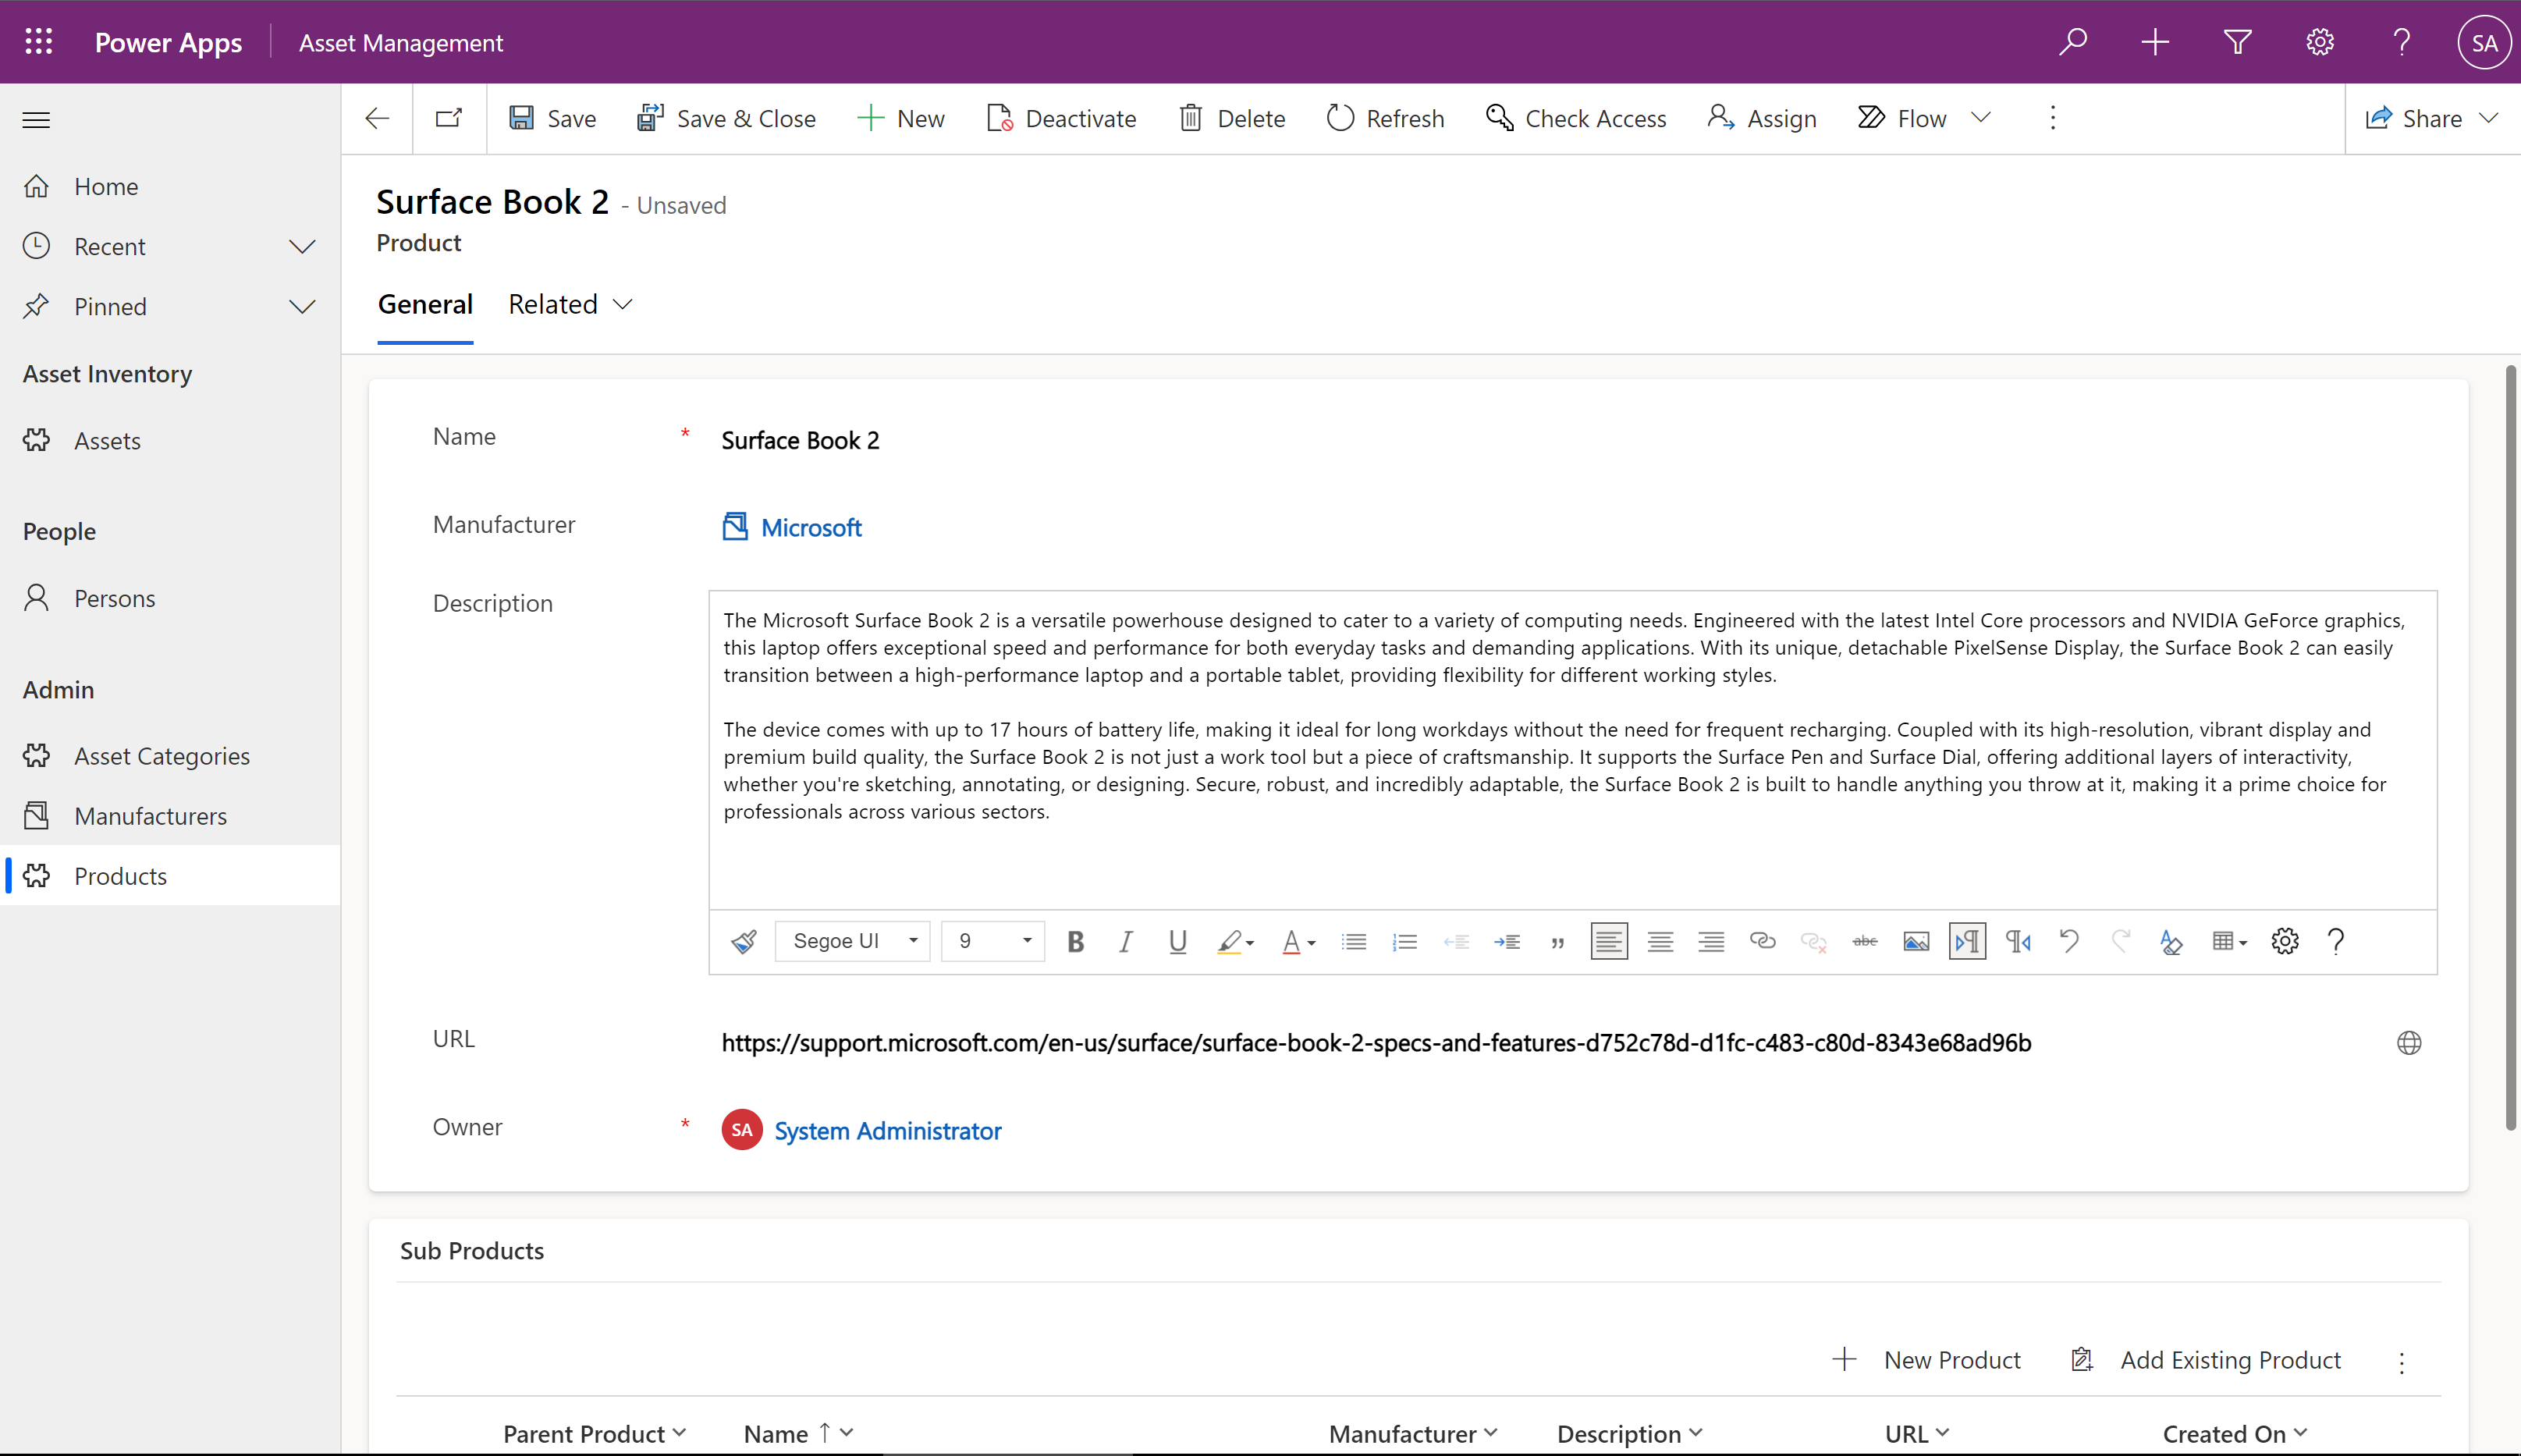 Power Apps
Asset Management
SA
Save
Save & Close
New
Deactivate
Delete
Refresh
Check Access
Assign
Flow
Share
Home
Recent
Pinned
Asset Inventory
Assets
People
Persons
Admin
Asset Categories
Manufacturers
Products
Surface Book 2 - Unsaved
Product
General
Related
Name *
Surface Book 2
Manufacturer
Microsoft
Description
The Microsoft Surface Book 2 is a versatile powerhouse designed to cater to a variety of computing needs. Engineered with the latest Intel Core processors and NVIDIA GeForce graphics,
this laptop offers exceptional speed and performance for both everyday tasks and demanding applications. With its unique, detachable PixelSense Display, the Surface Book 2 can easily
transition between a high-performance laptop and a portable tablet, providing flexibility for different working styles.
The device comes with up to 17 hours of battery life, making it ideal for long workdays without the need for frequent recharging. Coupled with its high-resolution, vibrant display and
premium build quality, the Surface Book 2 is not just a work tool but a piece of craftsmanship. It supports the Surface Pen and Surface Dial, offering additional layers of interactivity,
whether you're sketching, annotating, or designing. Secure, robust, and incredibly adaptable, the Surface Book 2 is built to handle anything you throw at it, making it a prime choice for
professionals across various sectors.
Segoe UI
9
B I U A
abc
?
URL
https://support.microsoft.com/en-us/surface/surface-book-2-specs-and-features-d752c78d-d1fc-c483-c80d-8343e68ad96b
Owner *
SA System Administrator
Sub Products
New Product
Add Existing Product
Parent Product
Name ↑
Manufacturer
Description
URL
Created On